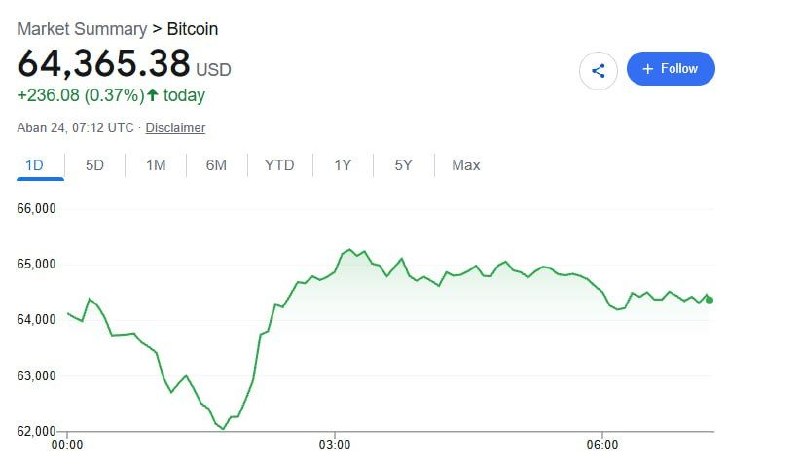 Market Summary > Bitcoin
64,365.38 USD
+ Follow
+236.08 (0.37%)↑ today
Aban 24, 07:12 UTC · Disclaimer
1D 5D 1M 6M YTD 1Y 5Y Max
66,000
65,000
64,000
63,000
62,000
00:00 03:00 06:00